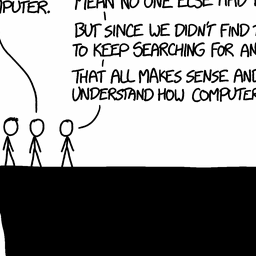 MPUTER.
MEAN NO ONE ELSE HAD
BUT SINCE WE DIDN'T FIND
TO KEEP SEARCHING FOR AN
THAT ALL MAKES SENSE AND
UNDERSTAND HOW COMPUTER